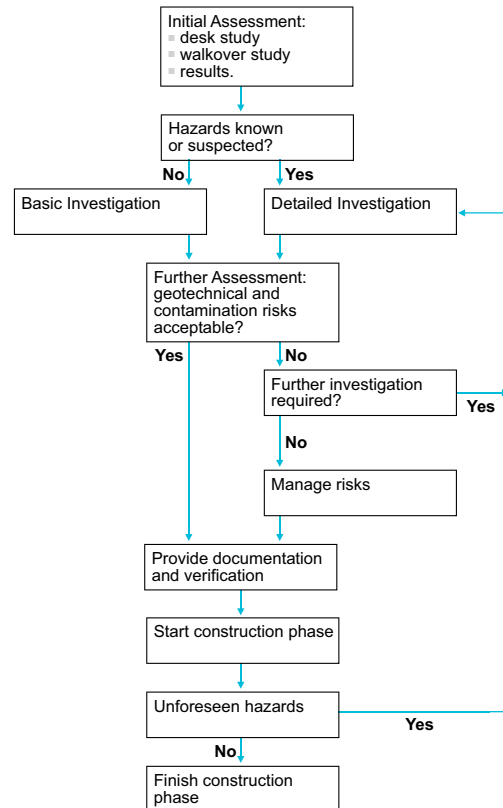 Initial Assessment:
desk study
walkover study
results.
Hazards known
or suspected?
No
Yes
Basic Investigation
Detailed Investigation
Further Assessment:
geotechnical and
contamination risks
acceptable?
Yes
No
Further investigation
required?
Yes
No
Manage risks
Provide documentation
and verification
Start construction phase
Unforeseen hazards
Yes
No
Finish construction
phase